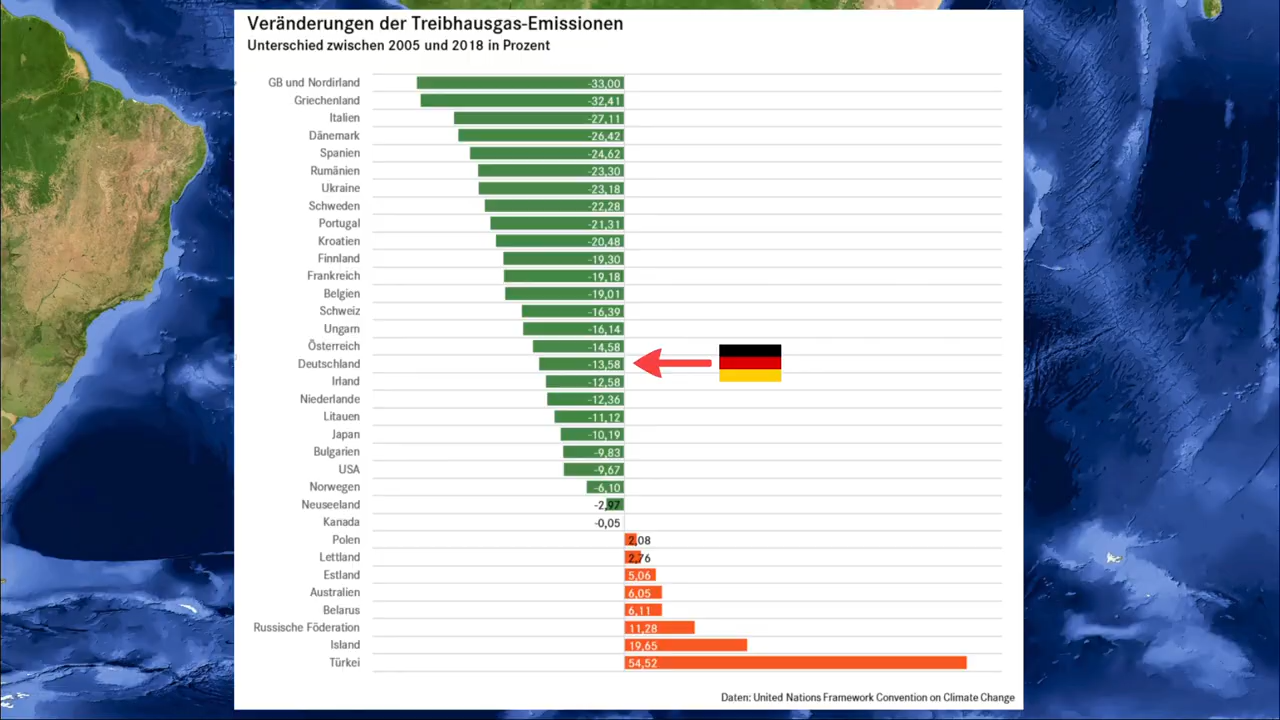 Veränderungen der Treibhausgas-Emissionen
Unterschied zwischen 2005 und 2018 in Prozent
GB und Nordirland -33,00
Griechenland -32,41
Italien -27,11
Dänemark -26,42
Spanien -24,62
Rumänien -23,30
Ukraine -23,18
Schweden -22,28
Portugal -21,31
Kroatien -20,48
Finnland -19,30
Frankreich -19,18
Belgien -19,01
Schweiz -16,39
Ungarn -16,14
Österreich -14,58
Deutschland -13,58
Irland -12,58
Niederlande -12,36
Litauen -11,12
Japan -10,19
Bulgarien -9,83
USA -9,67
Norwegen -6,10
Neuseeland -2,97
Kanada -0,05
Polen 2,08
Lettland 2,76
Estland 5,06
Australien 6,05
Belarus 6,11
Russische Föderation 11,28
Island 19,65
Türkei 54,52
Daten: United Nations Framework Convention on Climate Change